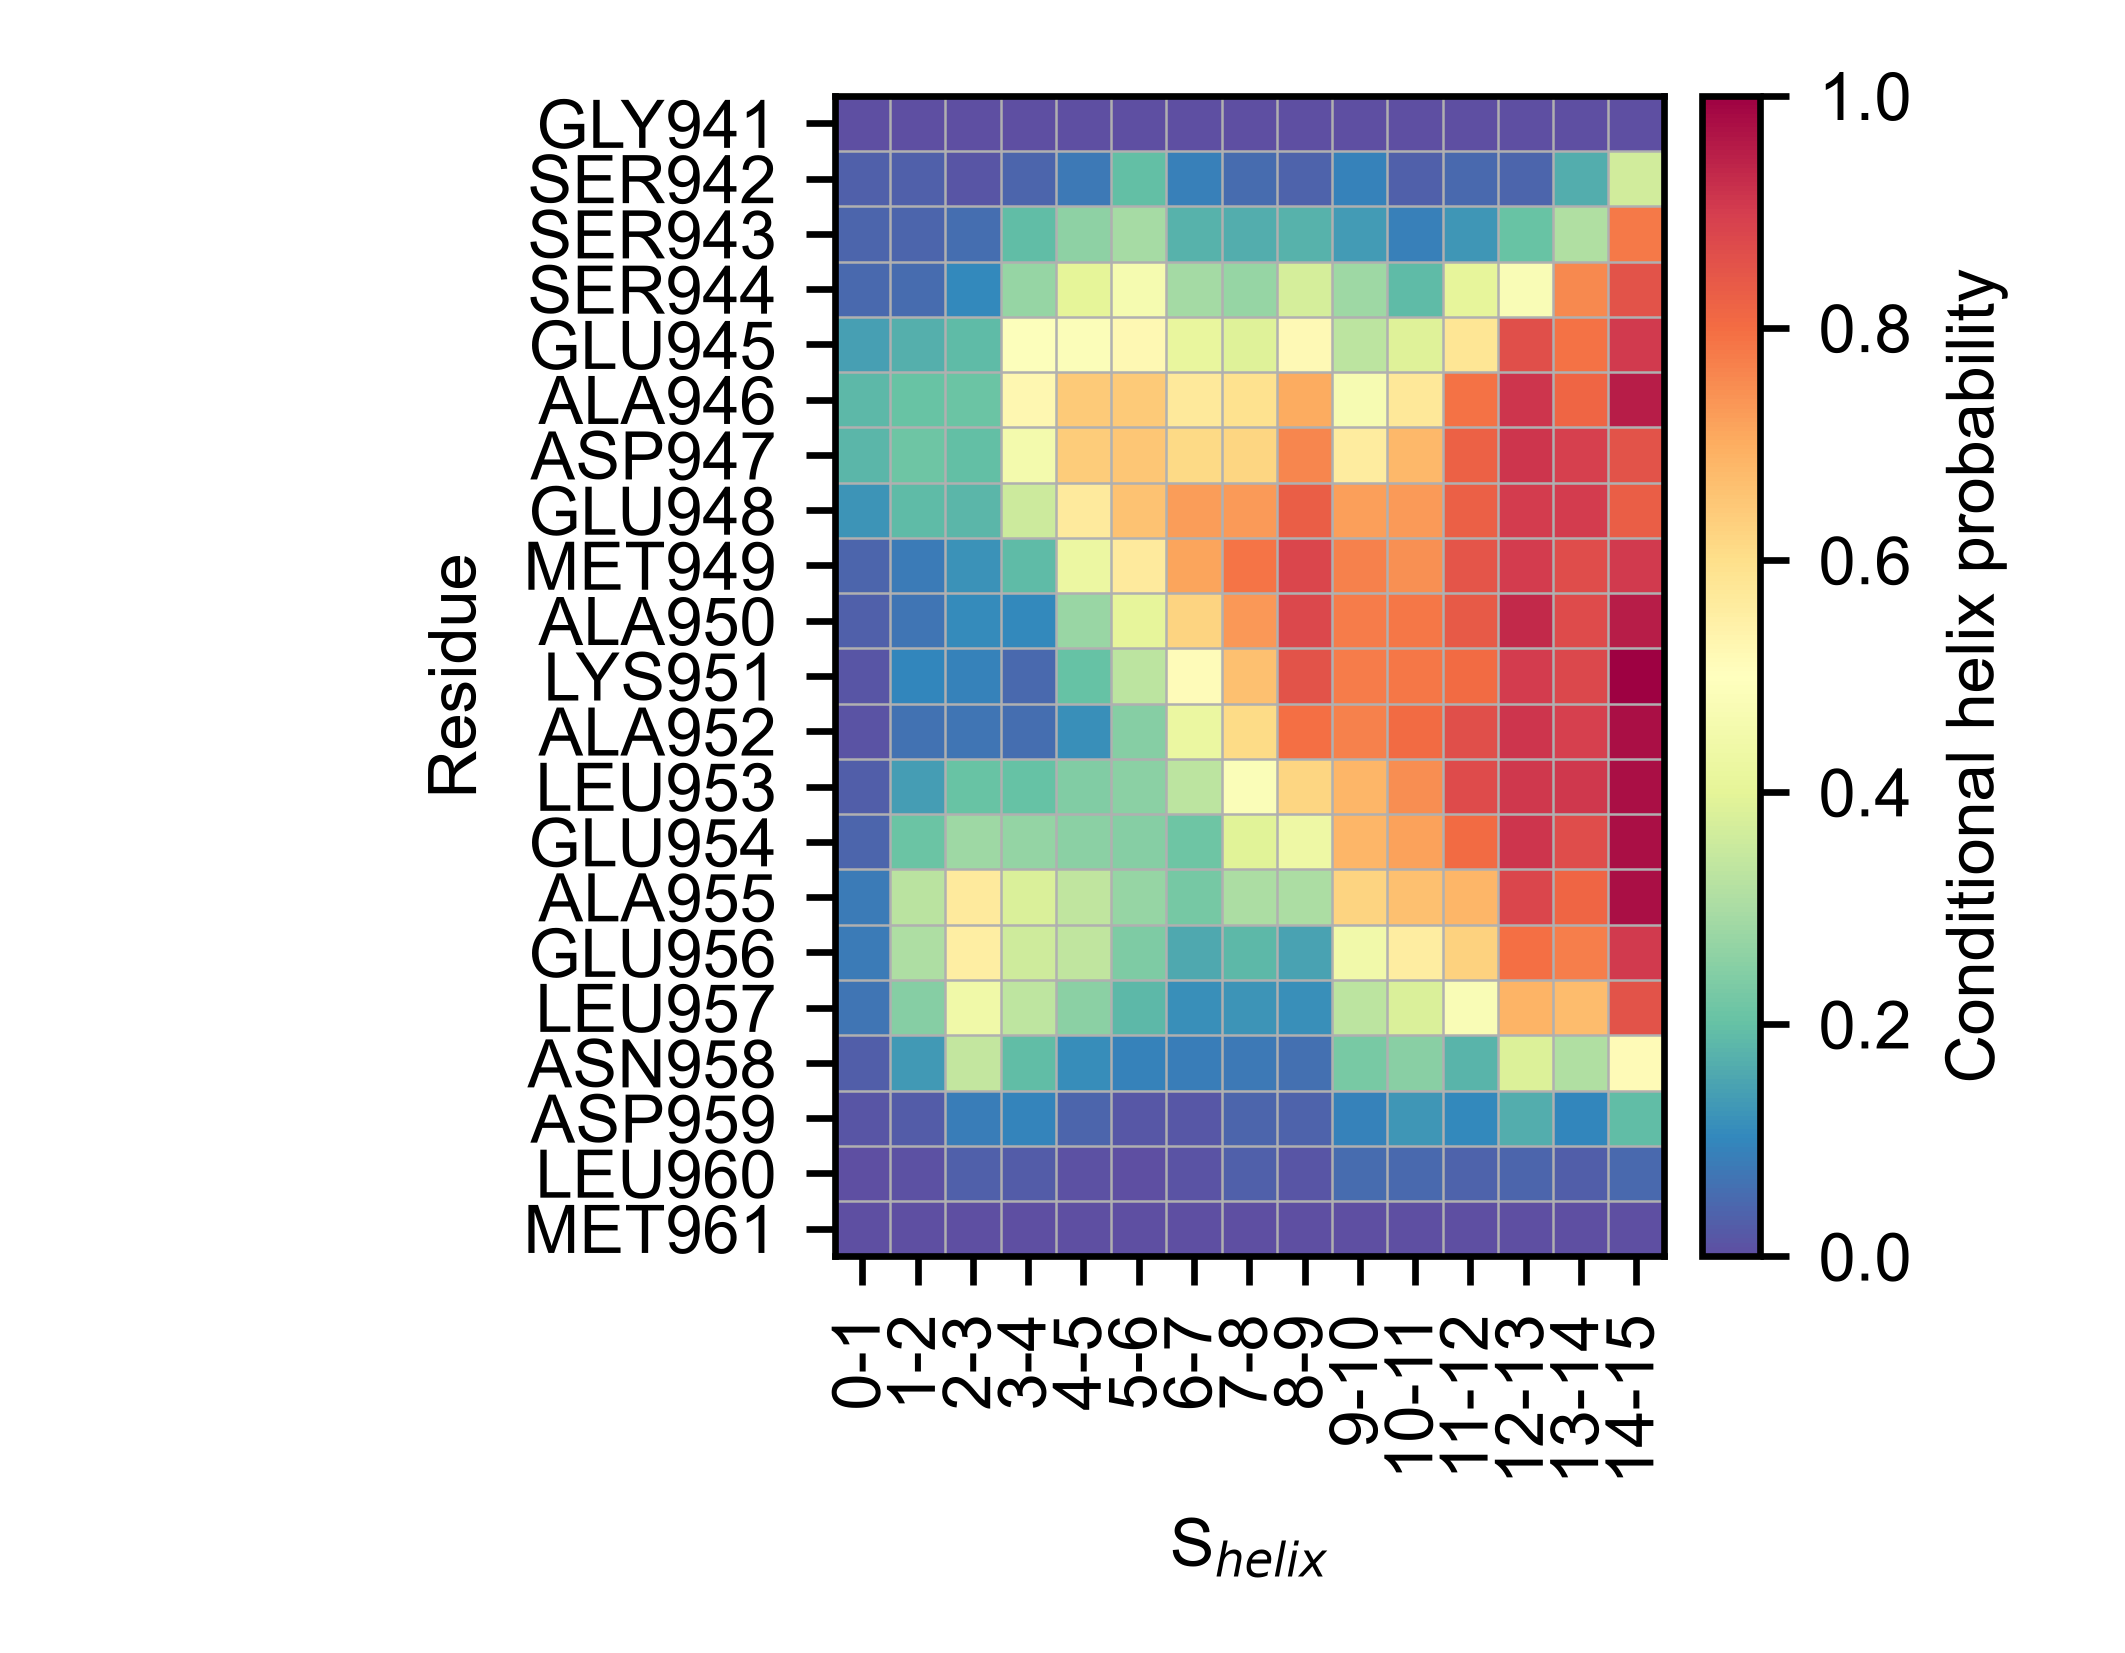 GLY941
SER942
SER943
SER944
GLU945
ALA946
ASP947
GLU948
MET949
ALA950
LYS951
ALA952
LEU953
GLU954
ALA955
GLU956
LEU957
ASN958
ASP959
LEU960
MET961
Residue
0-1
1-2
2-3
3-4
4-5
5-6
6-7
7-8
8-9
9-10
10-11
11-12
12-13
13-14
14-15
S_helix
1.0
0.8
0.6
0.4
0.2
0.0
Conditional helix probability